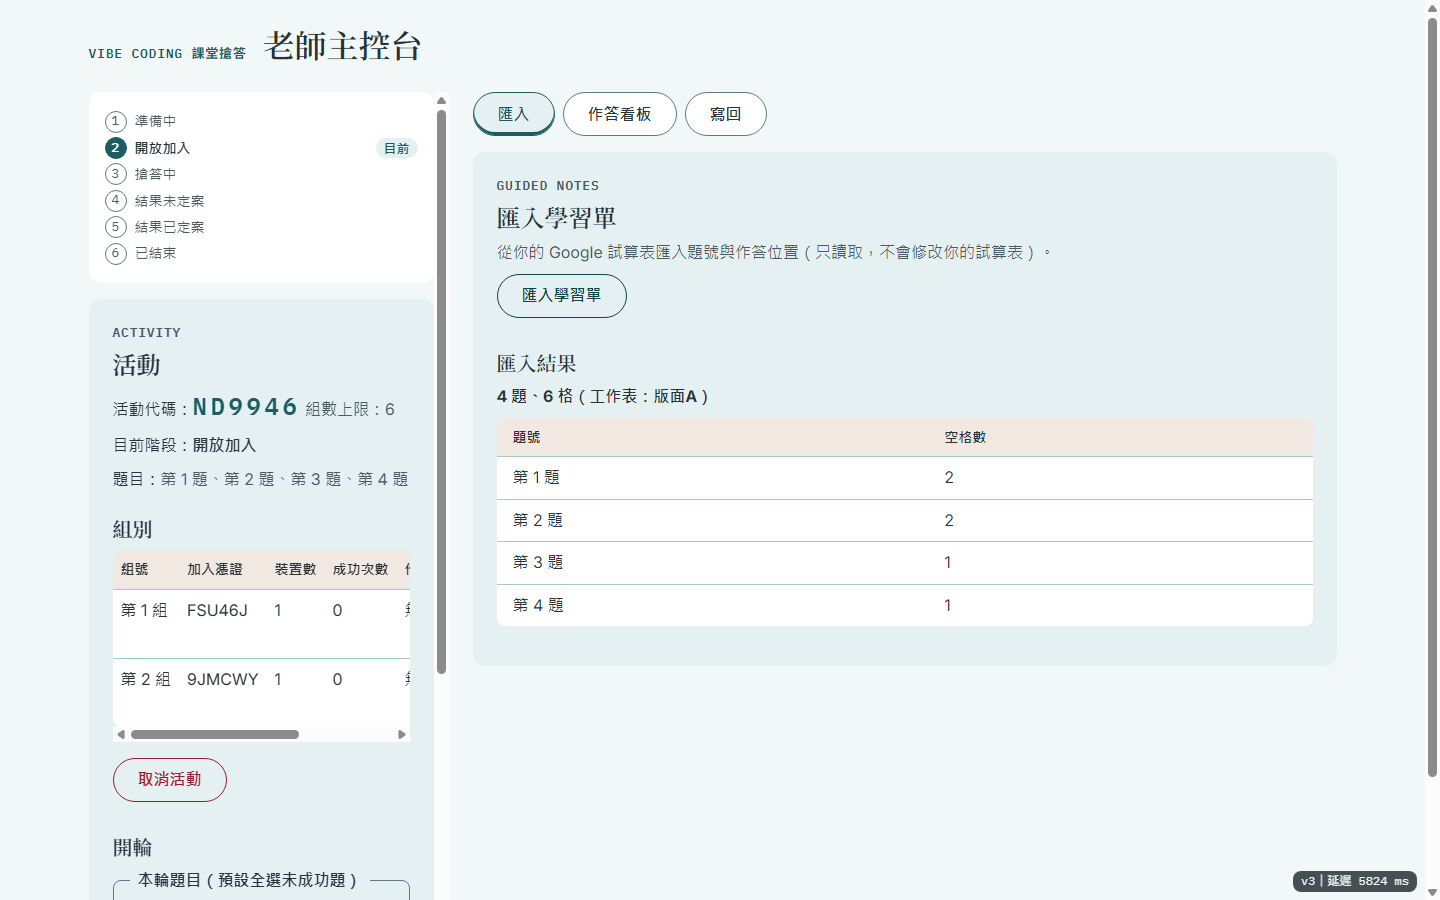 VIBE CODING 課堂搶答 老師主控台
1 準備中
2 開放加入 目前
3 搶答中
4 結果未定案
5 結果已定案
6 已結束
ACTIVITY
活動
活動代碼：ND9946 組數上限：6
目前階段：開放加入
題目：第 1 題、第 2 題、第 3 題、第 4 題
組別
組號 加入憑證 裝置數 成功次數
第 1 組 FSU46J 1 0
第 2 組 9JMCWY 1 0
取消活動
開輪
本輪題目（預設全選未成功題）
匯入 作答看板 寫回
GUIDED NOTES
匯入學習單
從你的 Google 試算表匯入題號與作答位置（只讀取，不會修改你的試算表）。
匯入學習單
匯入結果
4 題、6 格（工作表：版面A）
題號 空格數
第 1 題 2
第 2 題 2
第 3 題 1
第 4 題 1
v3｜延遲 5824 ms